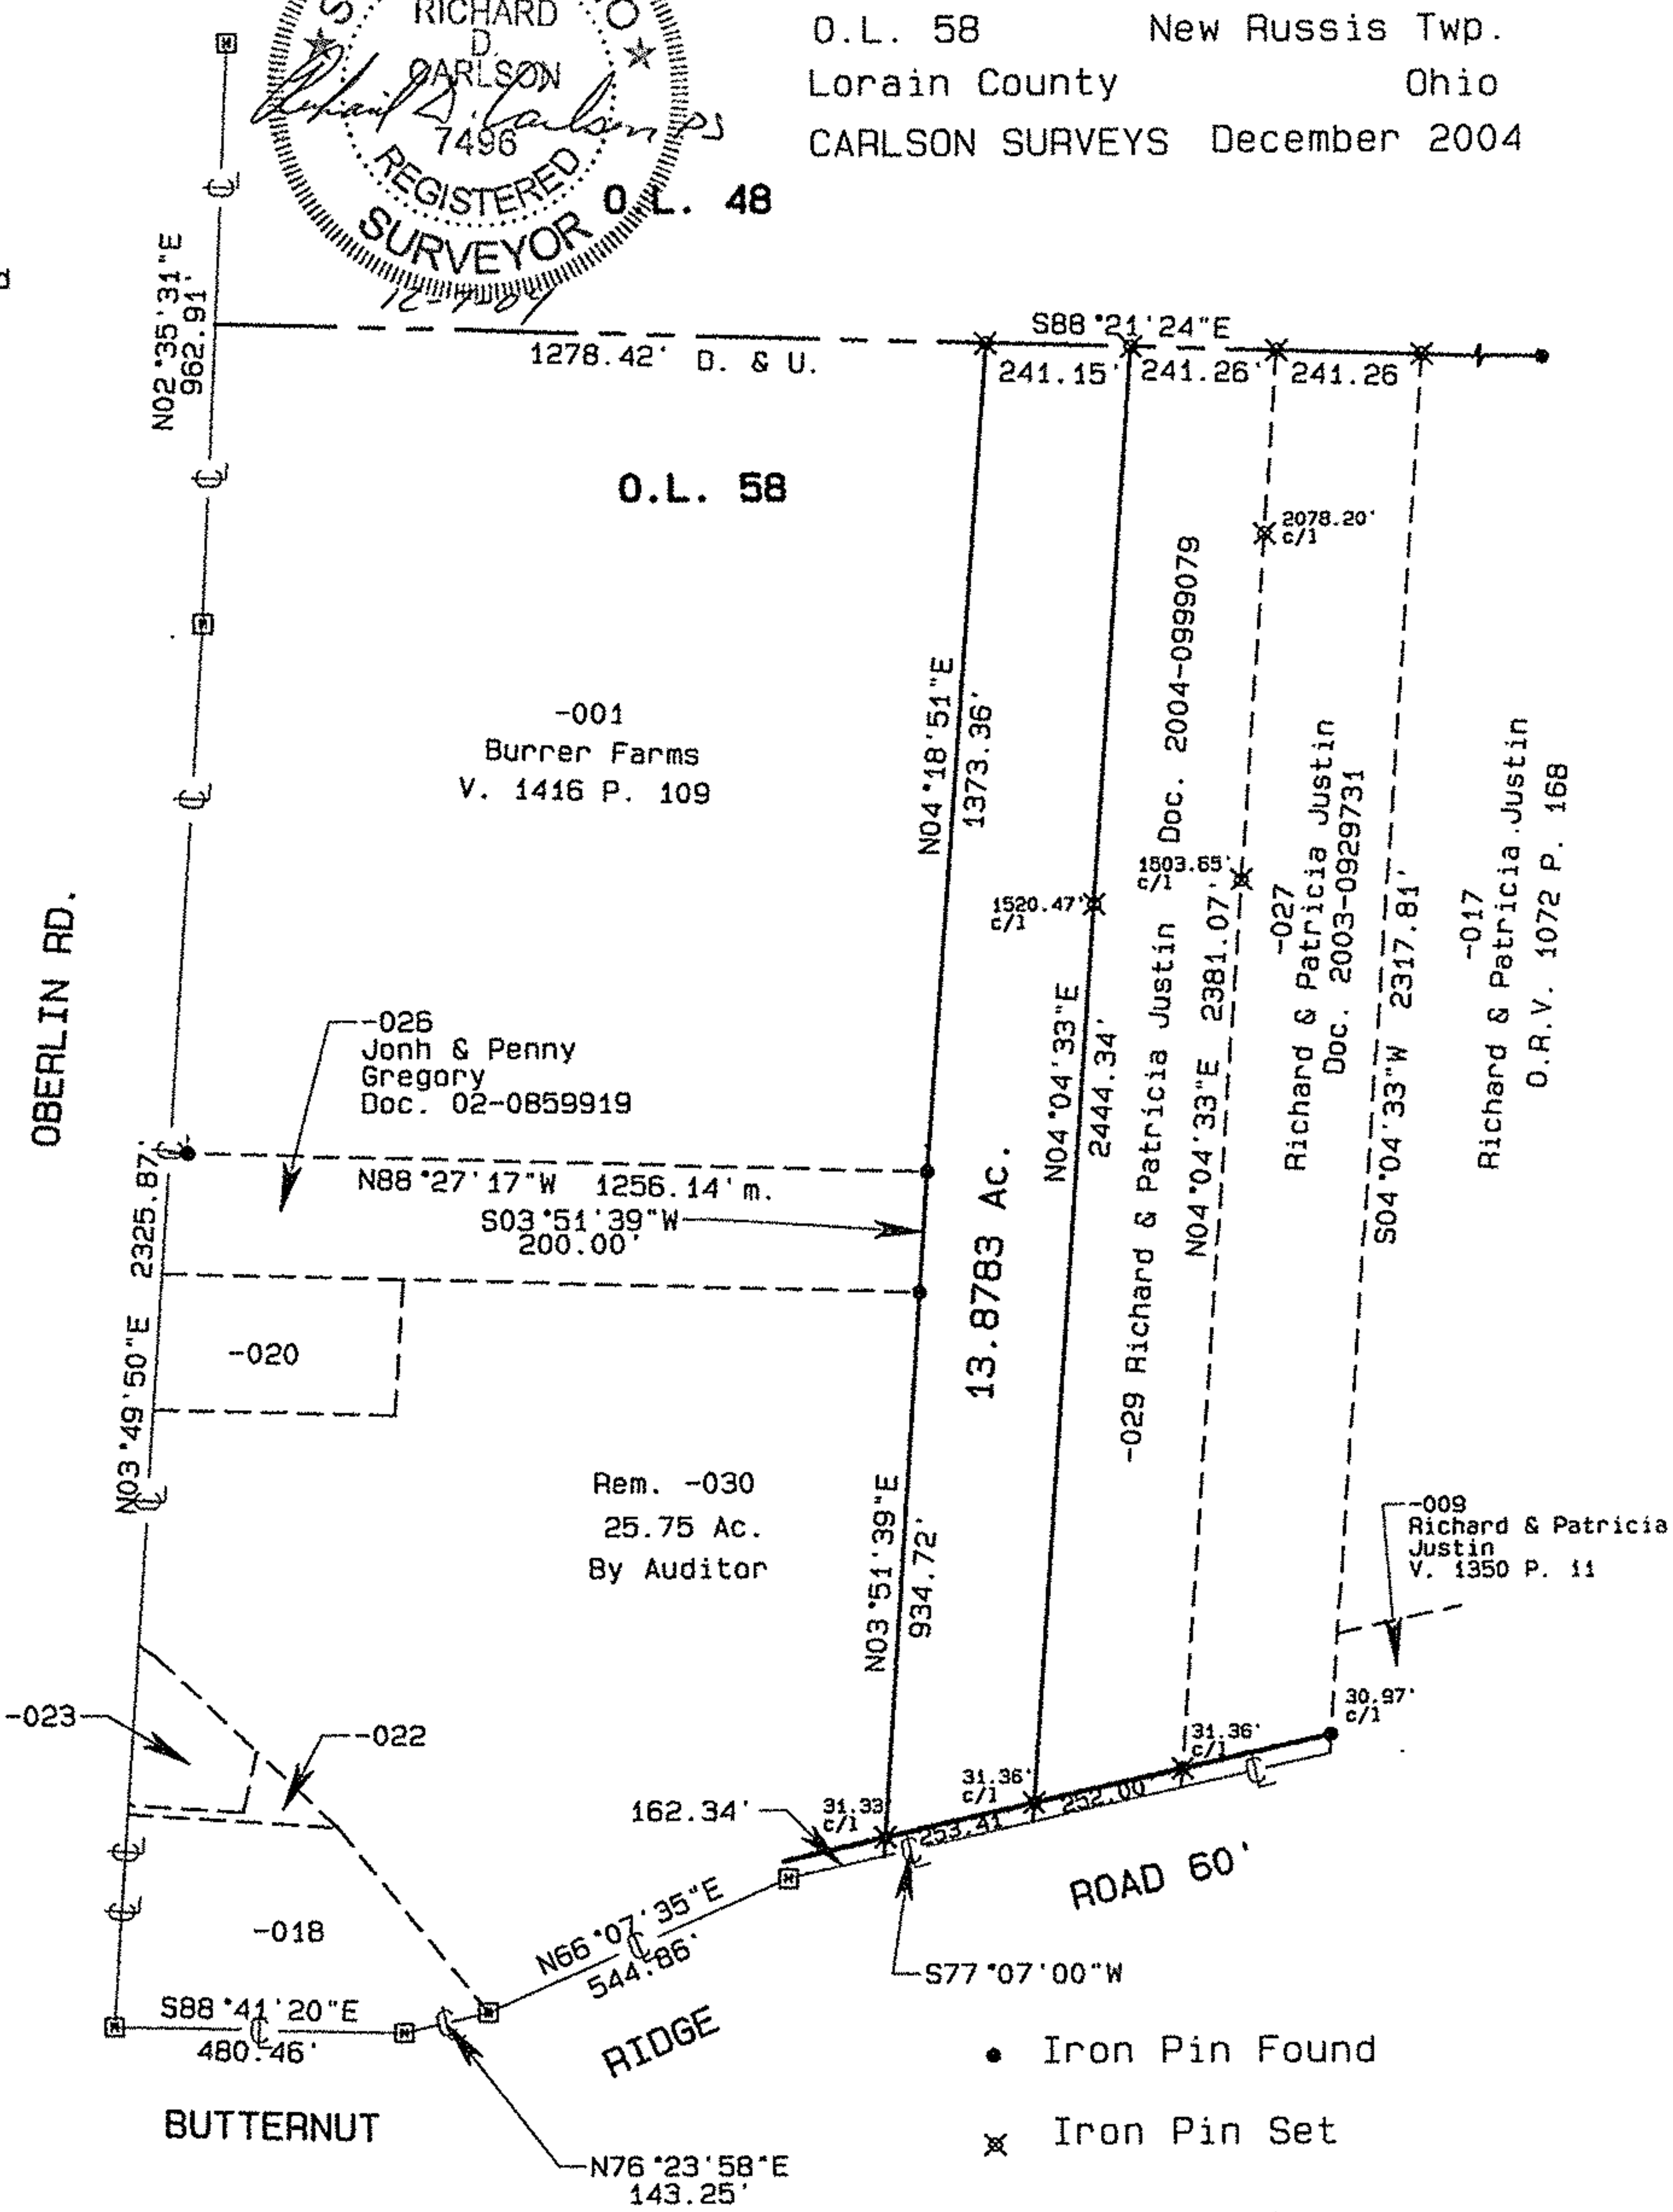 O.L. 58 New Russis Twp.
Lorain County Ohio
CARLSON SURVEYS December 2004
RICHARD
D.
CARLSON
7496
REGISTERED
SURVEYOR
O.L. 48
N02°35'31"E
962.91'
S88°21'24"E
1278.42' D. & U.
241.15'
241.26'
241.26
O.L. 58
2078.20'
c/l
-001
Burrer Farms
V. 1416 P. 109
N04°18'51"E
1373.36'
1520.47'
c/l
1503.65'
c/l
N04°04'33"E
2444.34'
-029 Richard & Patricia Justin Doc. 2004-0999079
N04°04'33"E 2381.07'
-027
Richard & Patricia Justin
Doc. 2003-0929731
S04°04'33"W 2317.81'
-017
Richard & Patricia Justin
O.R.V. 1072 P. 168
OBERLIN RD.
-026
Jonh & Penny
Gregory
Doc. 02-0859919
N88°27'17"W 1256.14'm.
S03°51'39"W
200.00'
13.8783 Ac.
N03°49'50"E 2325.87'
-020
Rem. -030
25.75 Ac.
By Auditor
N03°51'39"E
934.72'
-009
Richard & Patricia
Justin
V. 1350 P. 11
-023
-022
30.97'
c/l
31.36'
c/l
31.36'
c/l
31.33'
c/l
162.34'
253.41'
252.00'
ROAD 60'
-018
N66°07'35"E
544.86'
S77°07'00"W
S88°41'20"E
480.46'
RIDGE
BUTTERNUT
N76°23'58"E
143.25'
Iron Pin Found
Iron Pin Set